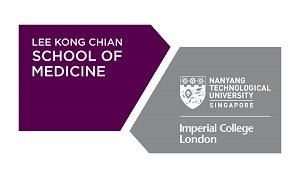 LEE KONG CHIAN
SCHOOL OF
MEDICINE
NANYANG
TECHNOLOGICAL
UNIVERSITY
SINGAPORE
Imperial College
London